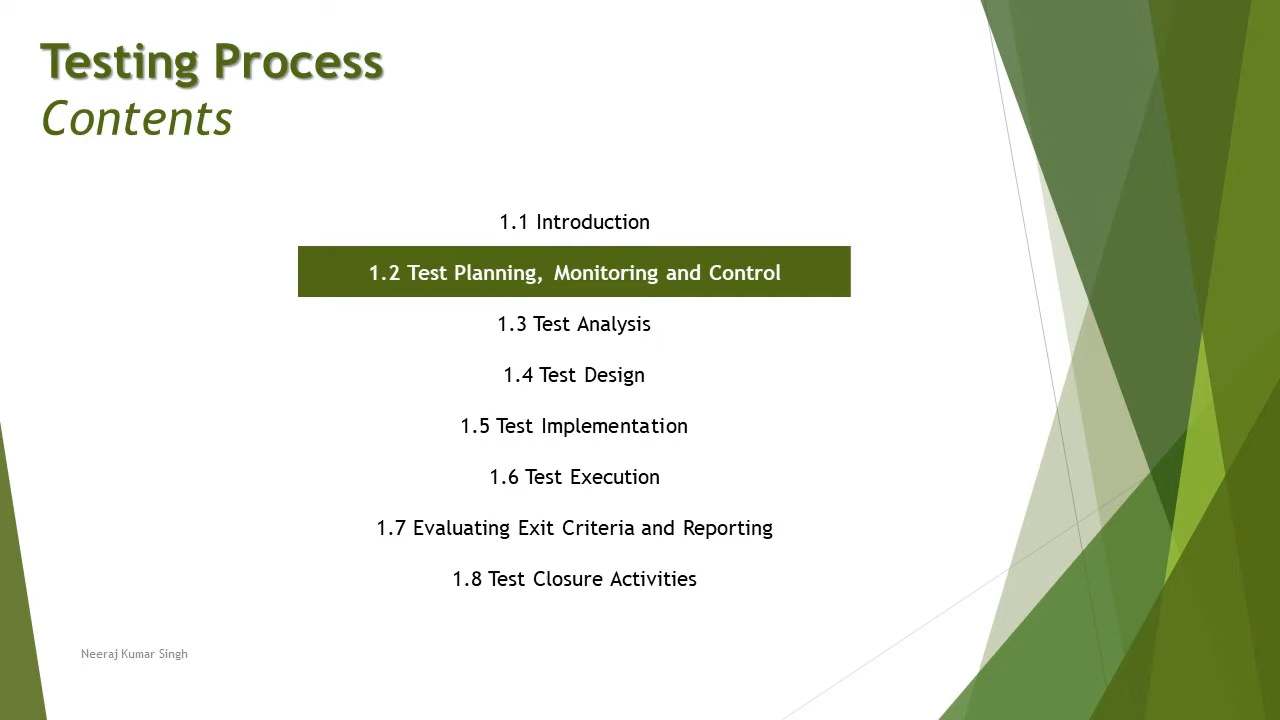 Testing Process
Contents
1.1 Introduction
1.2 Test Planning, Monitoring and Control
1.3 Test Analysis
1.4 Test Design
1.5 Test Implementation
1.6 Test Execution
1.7 Evaluating Exit Criteria and Reporting
1.8 Test Closure Activities
Neeraj Kumar Singh